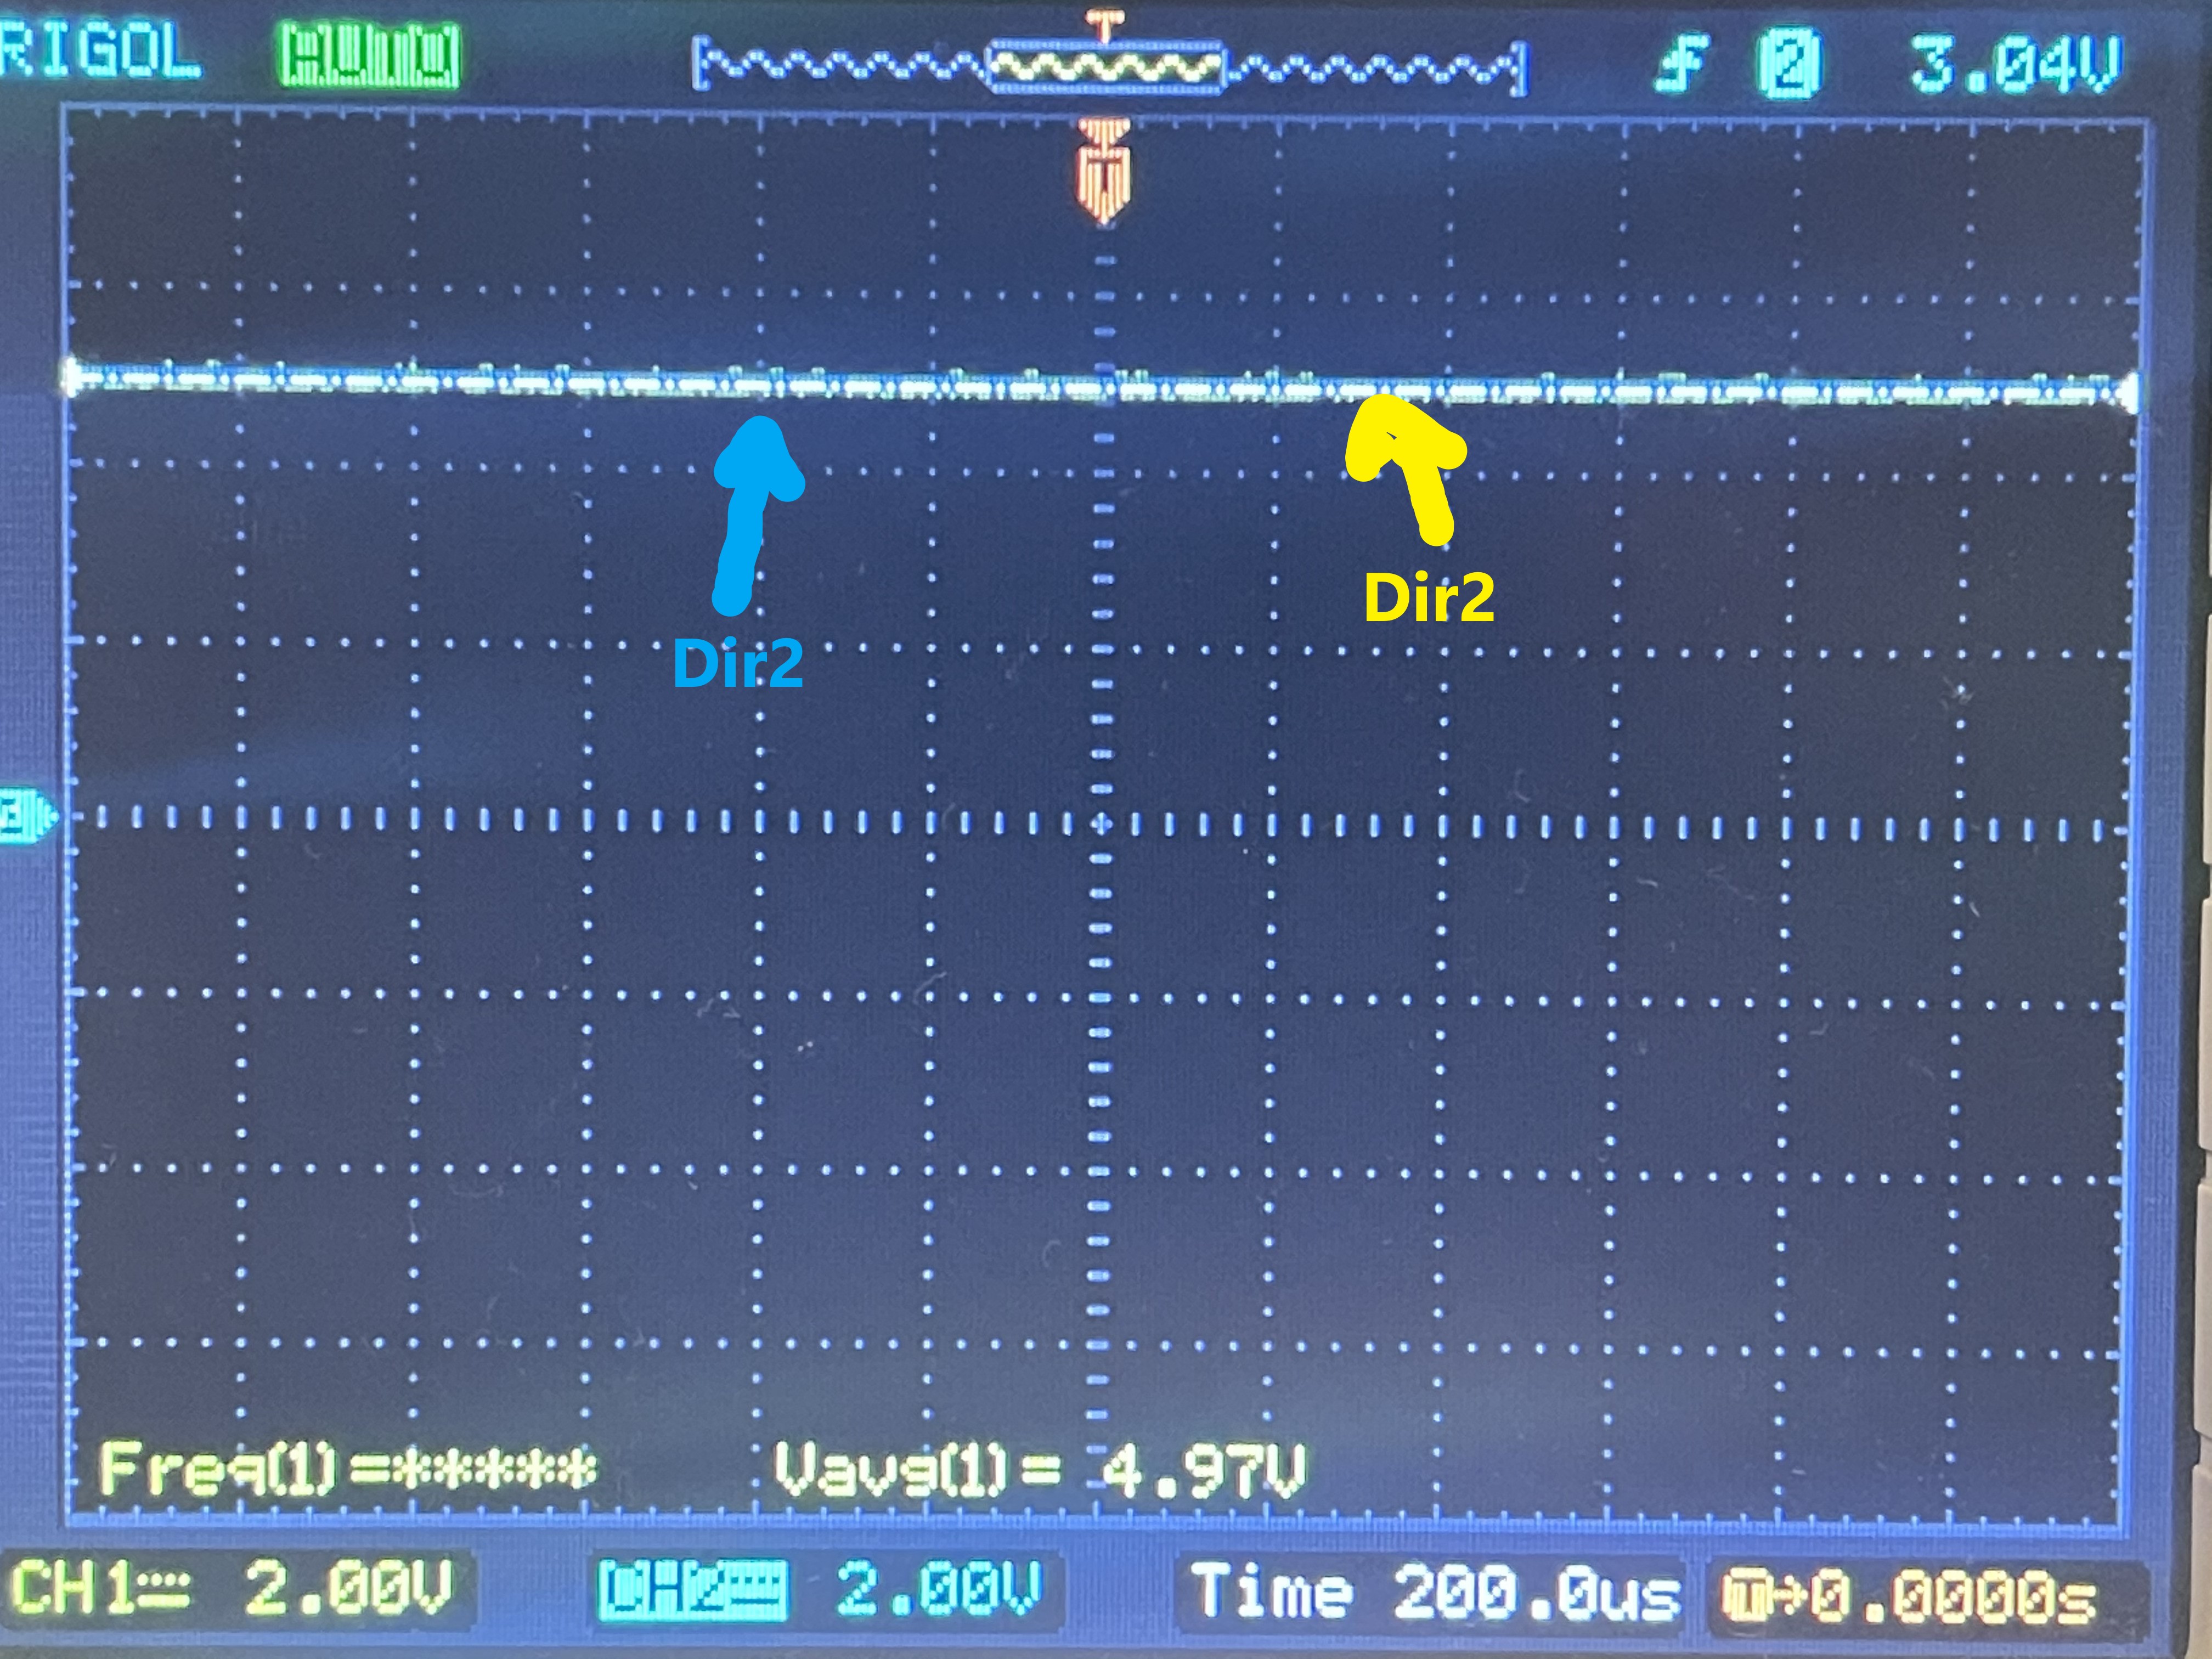 RIGOL AUTO T 2 3.04V
T
Dir2
Dir2
2
Freq(1)=***** Vavg(1)= 4.97V
CH1 2.00V CH2 2.00V Time 200.0us T→0.0000s